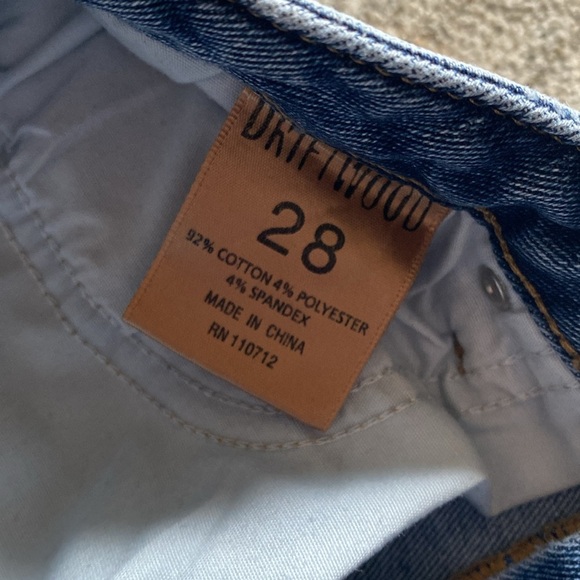 DRIFTWOOD
28
92% COTTON 4% POLYESTER
4% SPANDEX
MADE IN CHINA
RN 110712